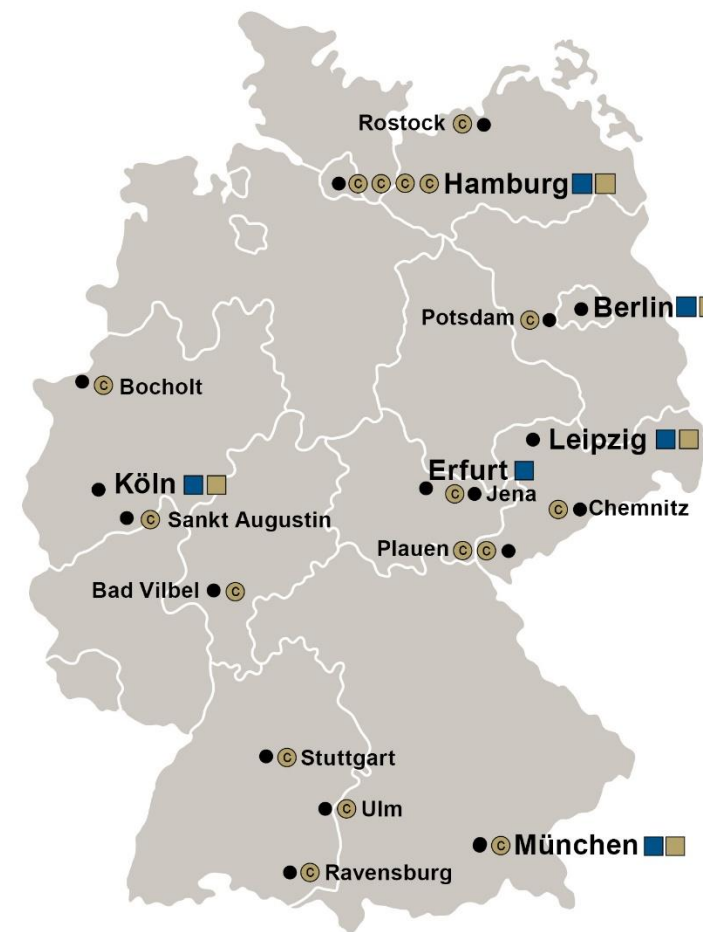 Rostock C
C C C C Hamburg
Potsdam C
Berlin
C Bocholt
Leipzig
Erfurt
Köln
C Jena
C Chemnitz
C Sankt Augustin
Plauen C C
Bad Vilbel C
C Stuttgart
C Ulm
C München
C Ravensburg